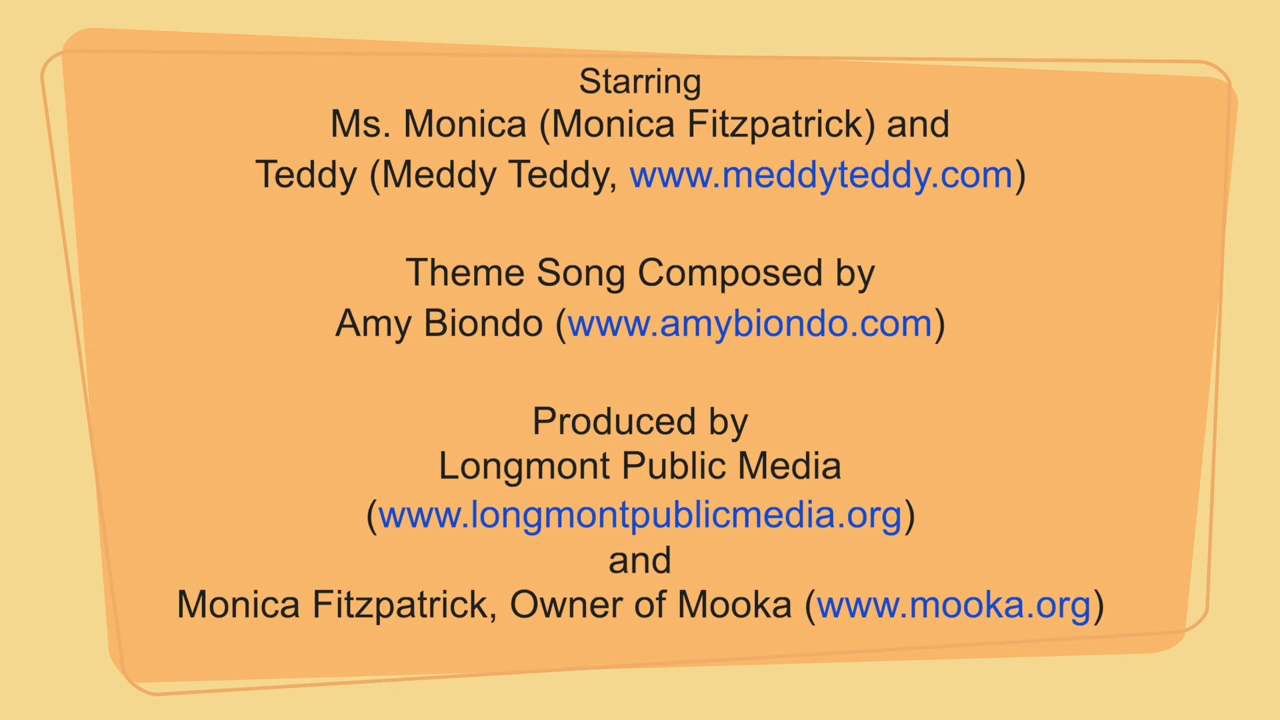 Starring
Ms. Monica (Monica Fitzpatrick) and
Teddy (Meddy Teddy, www.meddyteddy.com)
Theme Song Composed by
Amy Biondo (www.amybiondo.com)
Produced by
Longmont Public Media
(www.longmontpublicmedia.org)
and
Monica Fitzpatrick, Owner of Mooka (www.mooka.org)